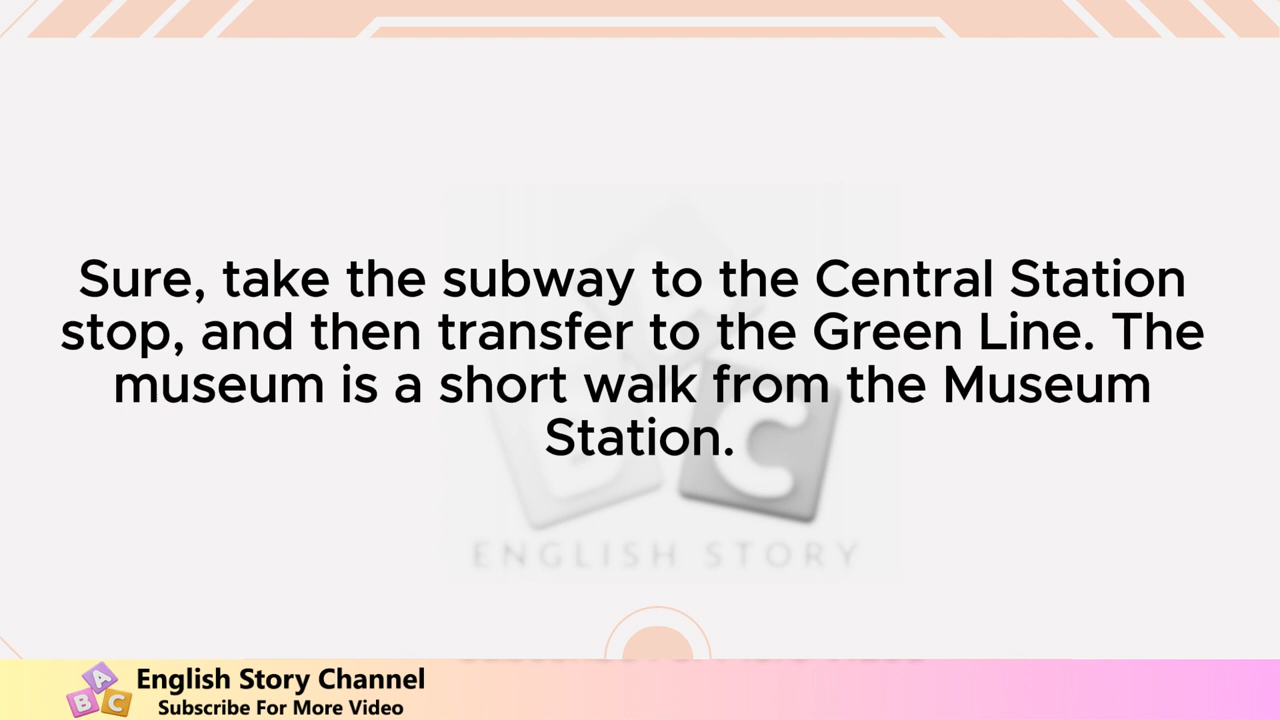 Sure, take the subway to the Central Station
stop, and then transfer to the Green Line. The
museum is a short walk from the Museum
Station.
C
ENGLISH STORY
A
B C
English Story Channel
Subscribe For More Video